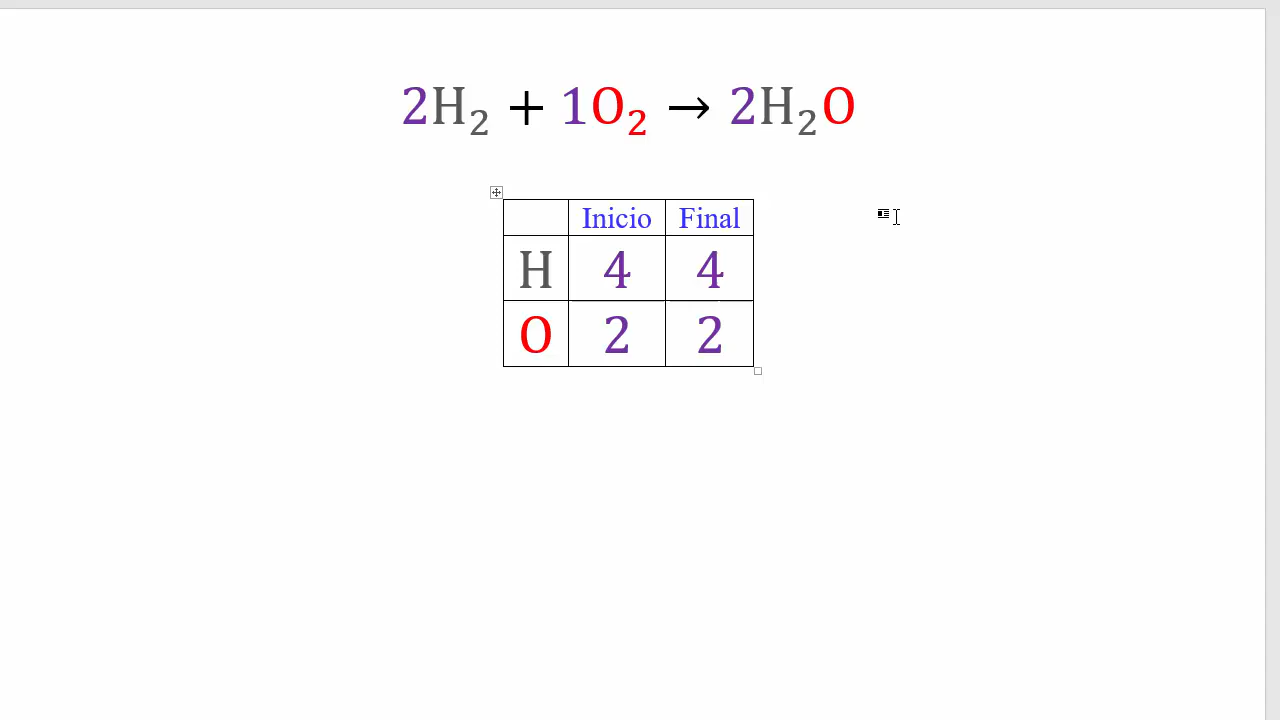 2H₂ + 1O₂ → 2H₂O
Inicio Final
H 4 4
O 2 2